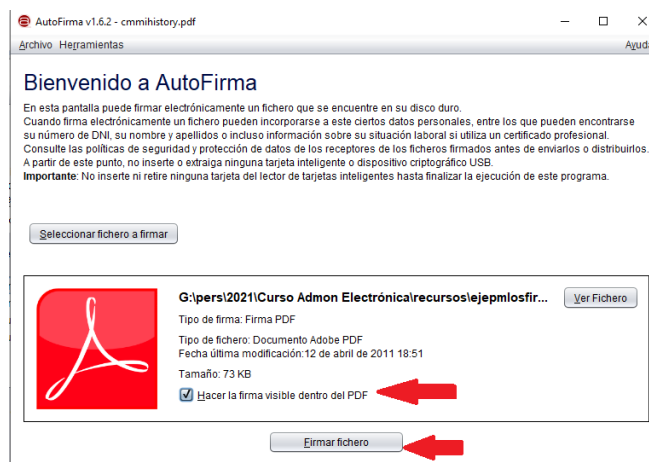 AutoFirma v1.6.2 - cmmihistory.pdf
Archivo Herramientas Ayuda
Bienvenido a AutoFirma
En esta pantalla puede firmar electrónicamente un fichero que se encuentre en su disco duro.
Cuando firma electrónicamente un fichero pueden incorporarse a este ciertos datos personales, entre los que pueden encontrarse
su número de DNI, su nombre y apellidos o incluso información sobre su situación laboral si utiliza un certificado profesional.
Consulte las políticas de seguridad y protección de datos de los receptores de los ficheros firmados antes de enviarlos o distribuirlos.
A partir de este punto, no inserte o extraiga ninguna tarjeta inteligente o dispositivo criptográfico USB.
Importante: No inserte ni retire ninguna tarjeta del lector de tarjetas inteligentes hasta finalizar la ejecución de este programa.
Seleccionar fichero a firmar
G:\pers\2021\Curso Admon Electrónica\recursos\ejepmlosfir...
Ver Fichero
Tipo de firma: Firma PDF
Tipo de fichero: Documento Adobe PDF
Fecha última modificación:12 de abril de 2011 18:51
Tamaño: 73 KB
Hacer la firma visible dentro del PDF
Firmar fichero